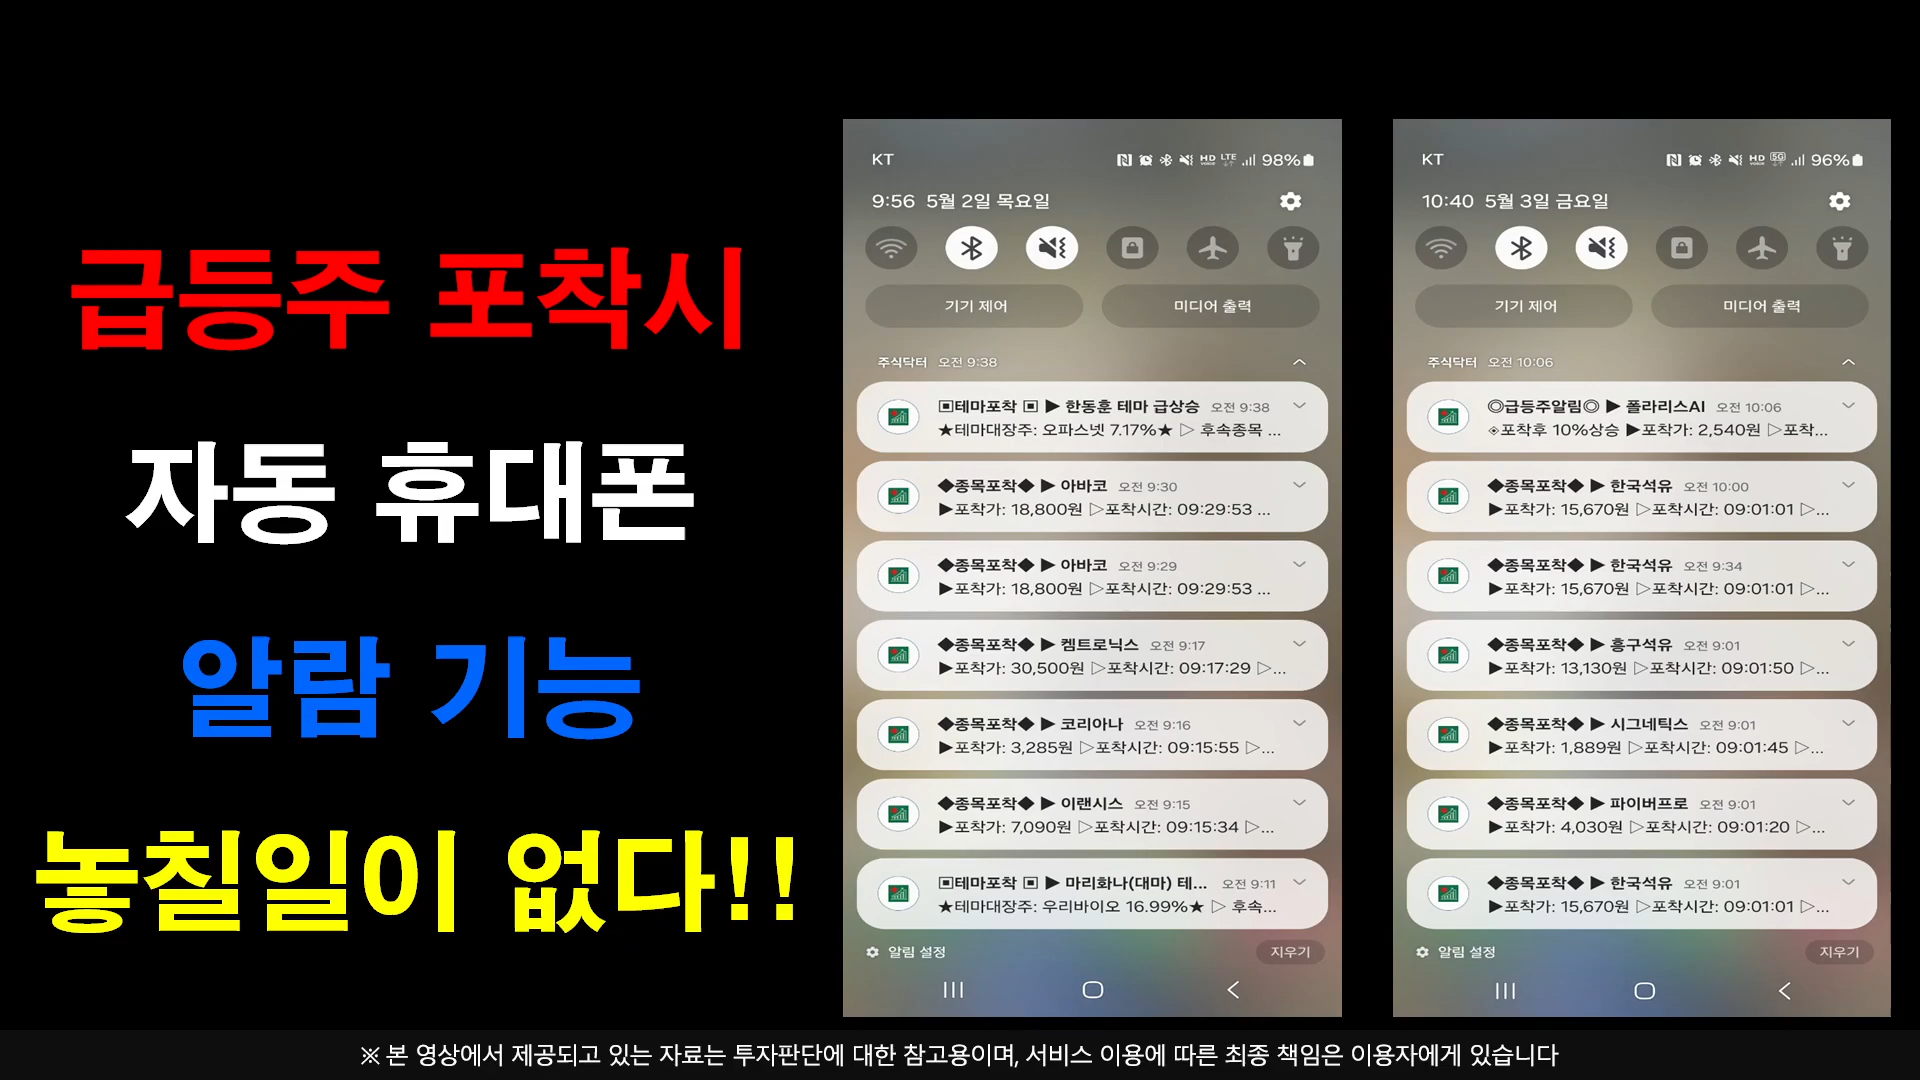 급등주 포착시
자동 휴대폰
알람 기능
놓칠일이 없다!!
KT
HD LTE 98%
9:56 5월 2일 목요일
기기 제어 미디어 출력
주식닥터 오전 9:38
▣테마포착 ▣ ▶ 한동훈 테마 급상승 오전 9:38
★테마대장주: 오파스넷 7.17%★ ▷ 후속종목 ...
◆종목포착◆ ▶ 아바코 오전 9:30
▶포착가: 18,800원 ▷포착시간: 09:29:53 ...
◆종목포착◆ ▶ 아바코 오전 9:29
▶포착가: 18,800원 ▷포착시간: 09:29:53 ...
◆종목포착◆ ▶ 켐트로닉스 오전 9:17
▶포착가: 30,500원 ▷포착시간: 09:17:29 ▷...
◆종목포착◆ ▶ 코리아나 오전 9:16
▶포착가: 3,285원 ▷포착시간: 09:15:55 ▷...
◆종목포착◆ ▶ 이랜시스 오전 9:15
▶포착가: 7,090원 ▷포착시간: 09:15:34 ▷...
▣테마포착 ▣ ▶ 마리화나(대마) 테... 오전 9:11
★테마대장주: 우리바이오 16.99%★ ▷ 후속...
알림 설정 지우기
KT
HD 5G 96%
10:40 5월 3일 금요일
기기 제어 미디어 출력
주식닥터 오전 10:06
◎급등주알림◎ ▶ 폴라리스AI 오전 10:06
◈포착후 10%상승 ▶포착가: 2,540원 ▷포착...
◆종목포착◆ ▶ 한국석유 오전 10:00
▶포착가: 15,670원 ▷포착시간: 09:01:01 ▷...
◆종목포착◆ ▶ 한국석유 오전 9:34
▶포착가: 15,670원 ▷포착시간: 09:01:01 ▷...
◆종목포착◆ ▶ 흥구석유 오전 9:01
▶포착가: 13,130원 ▷포착시간: 09:01:50 ▷...
◆종목포착◆ ▶ 시그네틱스 오전 9:01
▶포착가: 1,889원 ▷포착시간: 09:01:45 ▷...
◆종목포착◆ ▶ 파이버프로 오전 9:01
▶포착가: 4,030원 ▷포착시간: 09:01:20 ▷...
◆종목포착◆ ▶ 한국석유 오전 9:01
▶포착가: 15,670원 ▷포착시간: 09:01:01 ▷...
알림 설정 지우기
※ 본 영상에서 제공되고 있는 자료는 투자판단에 대한 참고용이며, 서비스 이용에 따른 최종 책임은 이용자에게 있습니다